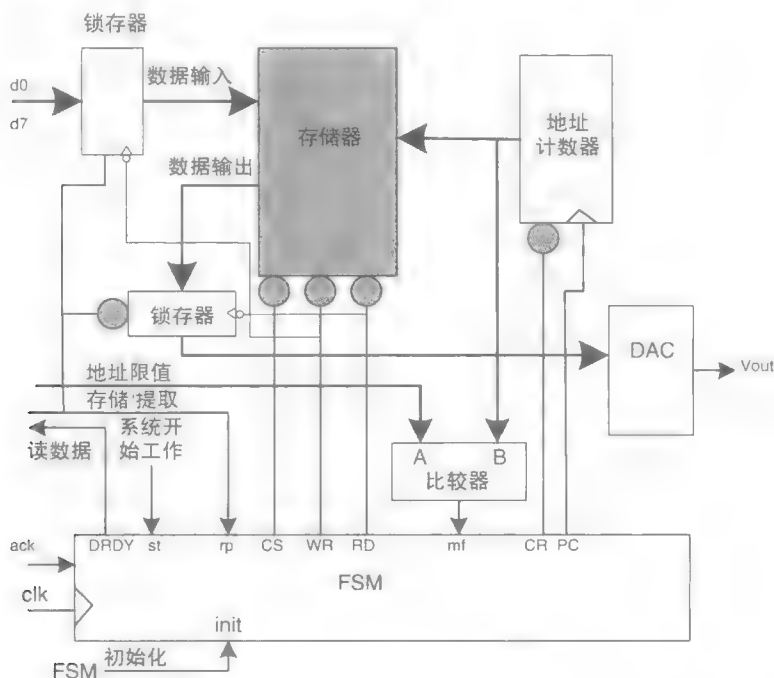 锁存器
d0
d7
数据输入
存储器
地址
计数器
数据输出
锁存器
DAC
Vout
地址限值
存储 提取
读数据
系统开
始工作
A
B
比较器
ack
DRDY
st
rp
CS
WR
RD
mf
CR
PC
FSM
clk
init
FSM
初始化